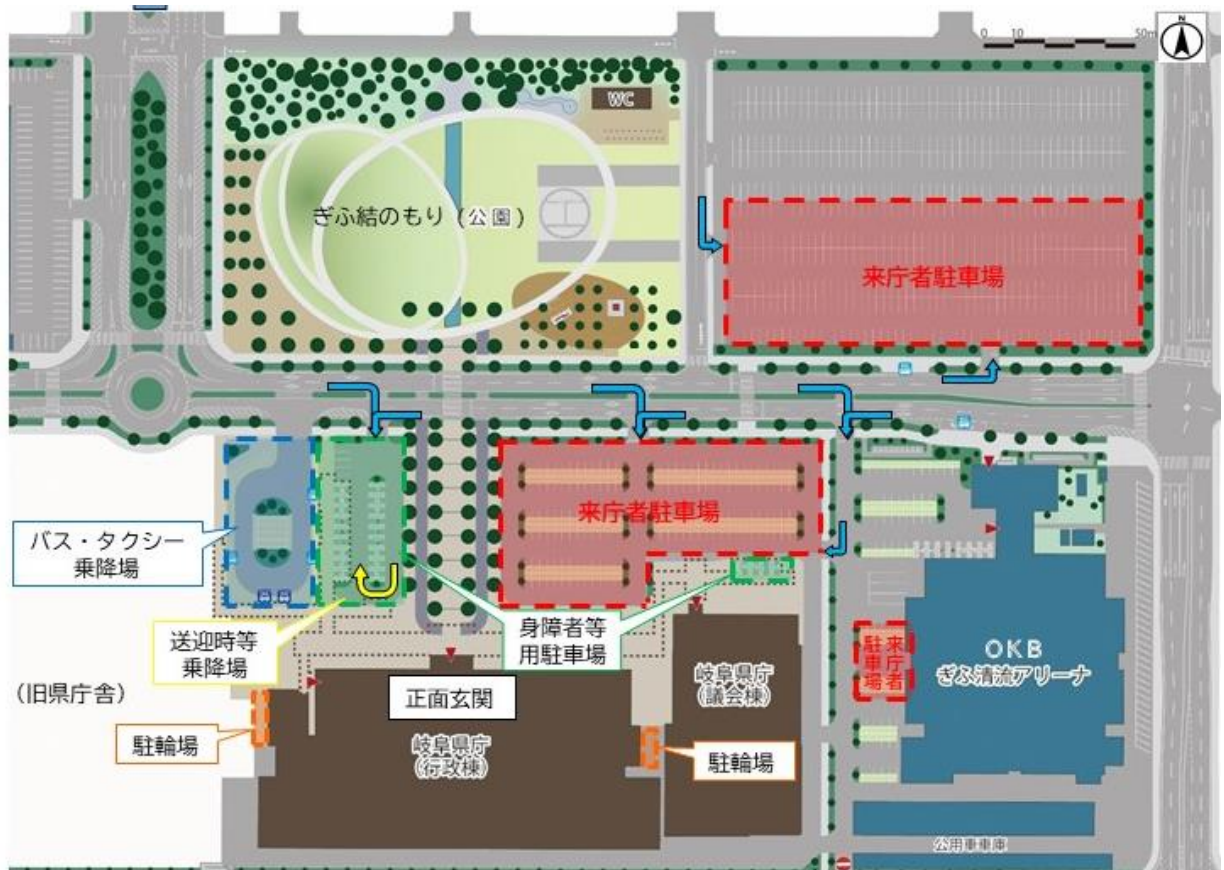 N
0 10 50m
WC
ぎふ結のもり(公園)
来庁者駐車場
来庁者駐車場
バス・タクシー
乗降場
送迎時等
乗降場
身障者等
用駐車場
来庁者
駐車場
OKB
ぎふ清流アリーナ
岐阜県庁
(議会棟)
(旧県庁舎)
正面玄関
駐輪場
岐阜県庁
(行政棟)
駐輪場
公用車車庫